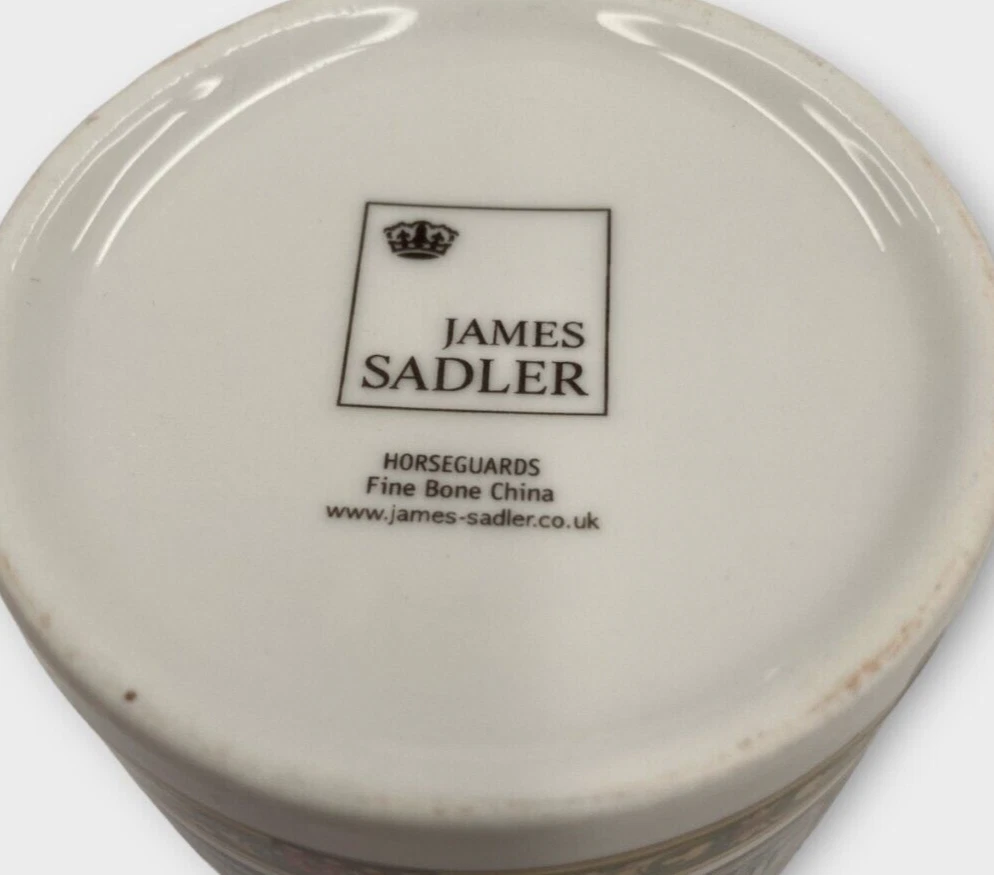 JAMES
SADLER
HORSEGUARDS
Fine Bone China
www.james-sadler.co.uk